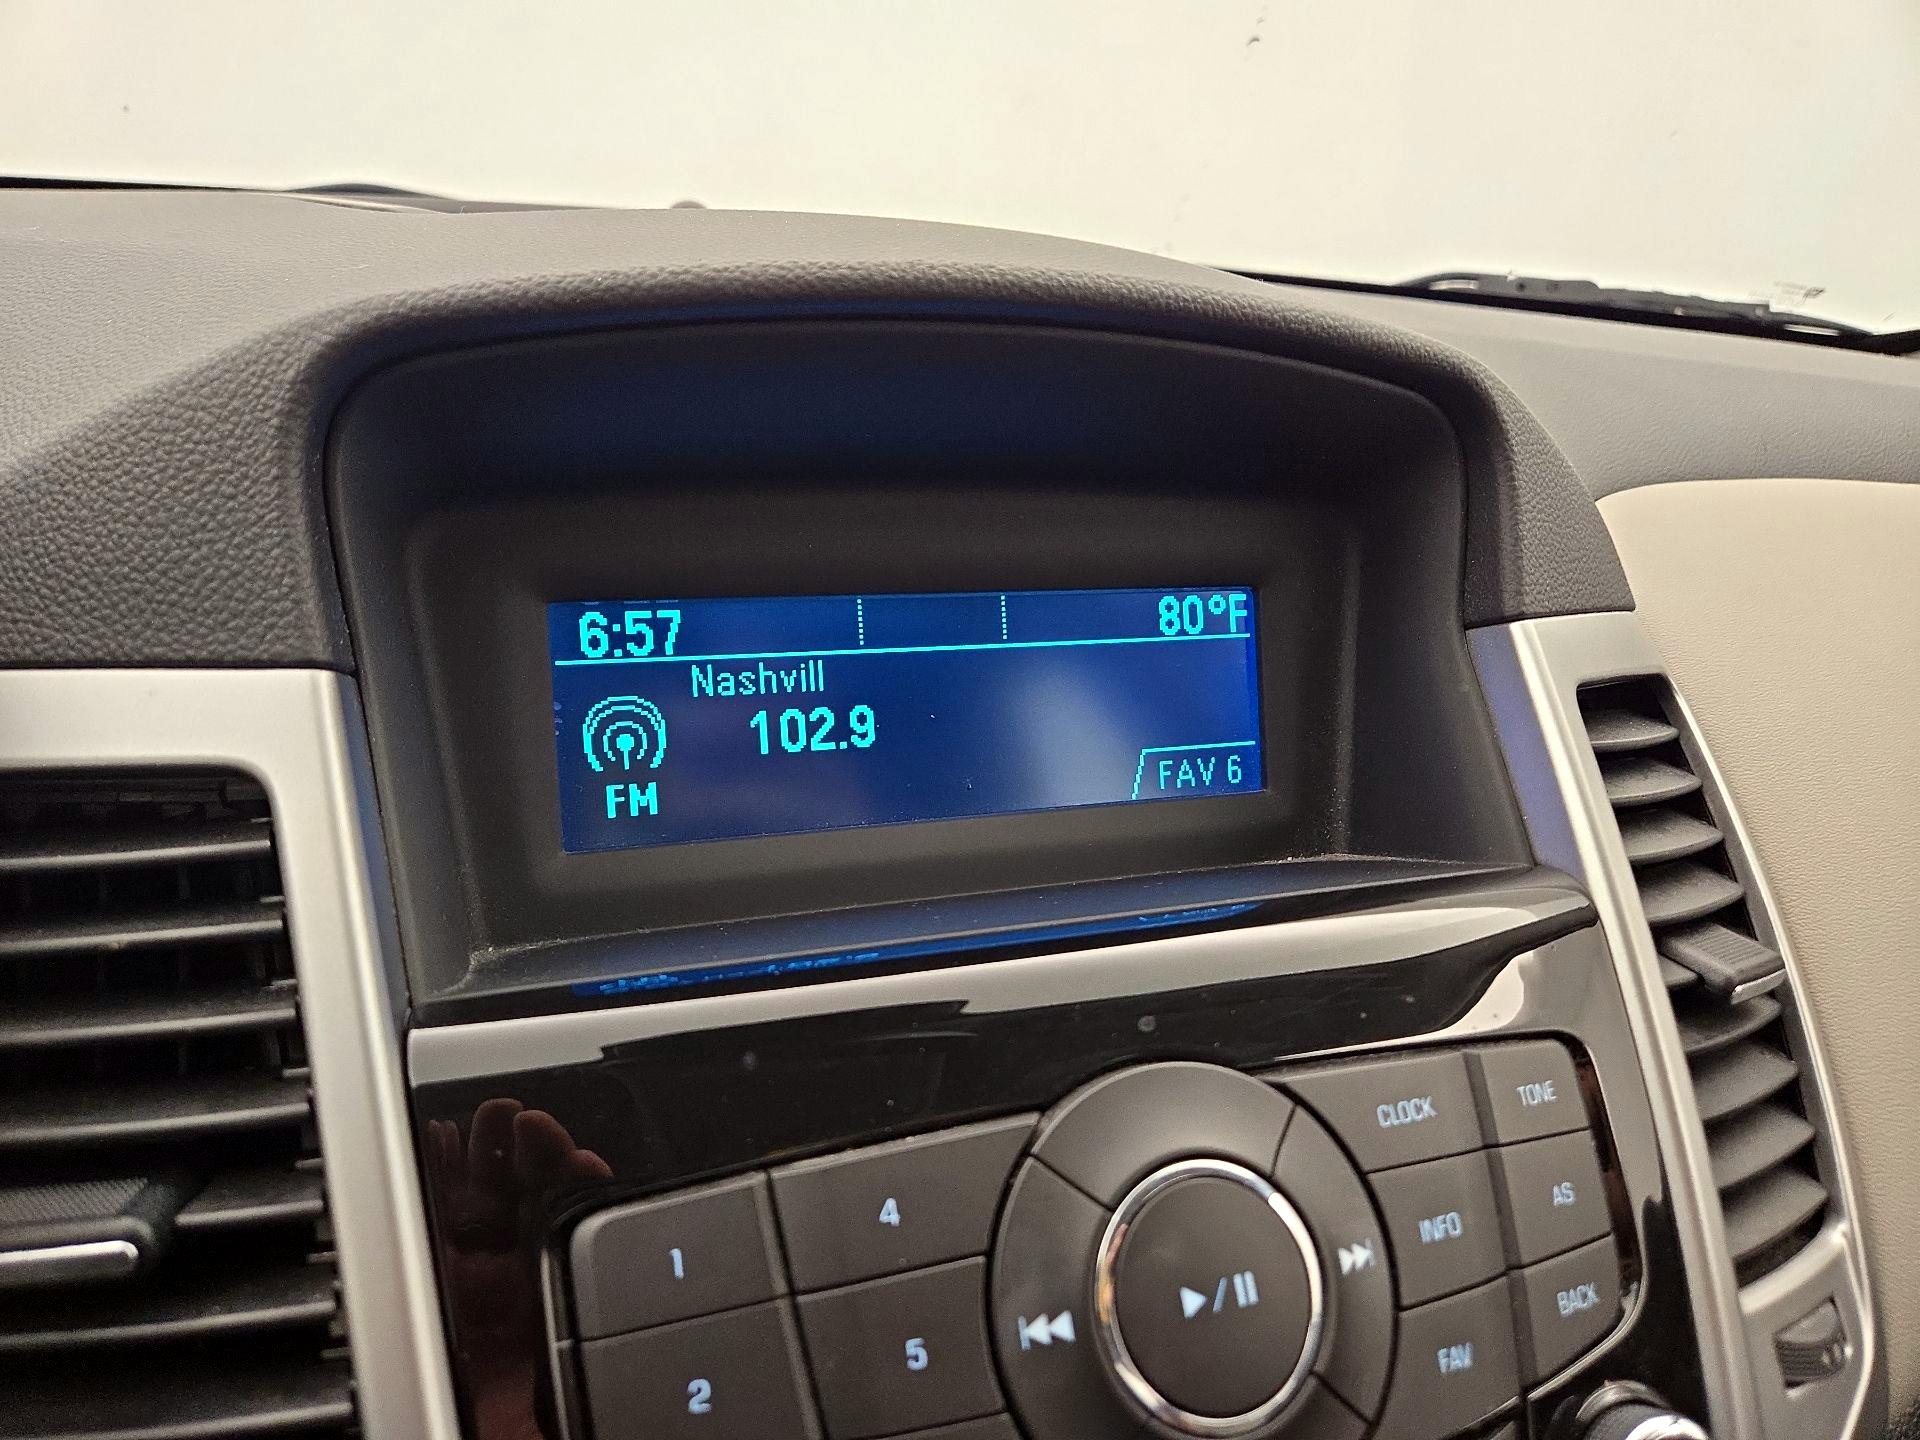 6:57 80°F
Nashvill
102.9
FM
FAV 6
CLOCK TONE
1 4 INFO AS
2 5 FAV BACK